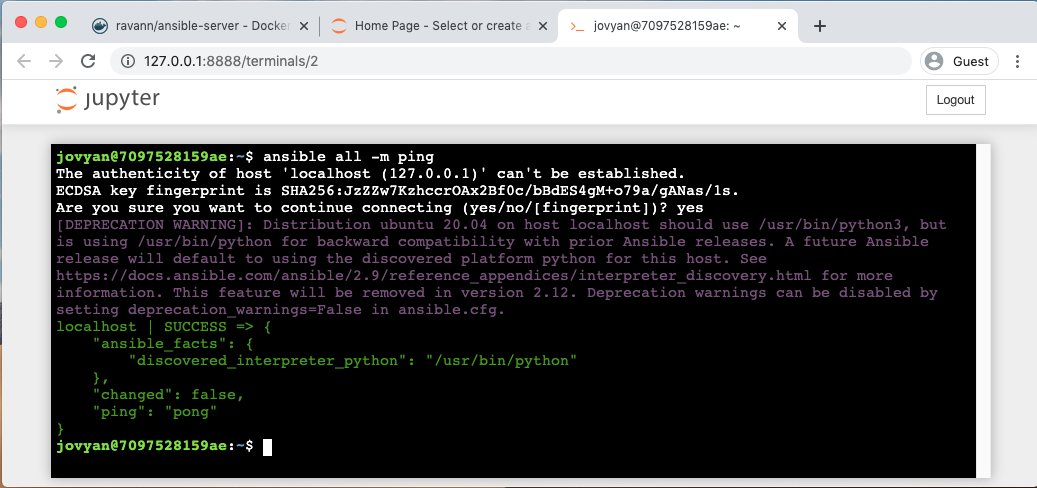 ravann/ansible-server - Docker
Home Page - Select or create a
jovyan@7097528159ae: ~
127.0.0.1:8888/terminals/2
Guest
jupyter
Logout
jovyan@7097528159ae:~$ ansible all -m ping
The authenticity of host 'localhost (127.0.0.1)' can't be established.
ECDSA key fingerprint is SHA256:JzZZw7KzhccrOAx2Bf0c/bBdES4gM+o79a/gANas/1s.
Are you sure you want to continue connecting (yes/no/[fingerprint])? yes
[DEPRECATION WARNING]: Distribution ubuntu 20.04 on host localhost should use /usr/bin/python3, but
is using /usr/bin/python for backward compatibility with prior Ansible releases. A future Ansible
release will default to using the discovered platform python for this host. See
https://docs.ansible.com/ansible/2.9/reference_appendices/interpreter_discovery.html for more
information. This feature will be removed in version 2.12. Deprecation warnings can be disabled by
setting deprecation_warnings=False in ansible.cfg.
localhost | SUCCESS => {
    "ansible_facts": {
        "discovered_interpreter_python": "/usr/bin/python"
    },
    "changed": false,
    "ping": "pong"
}
jovyan@7097528159ae:~$